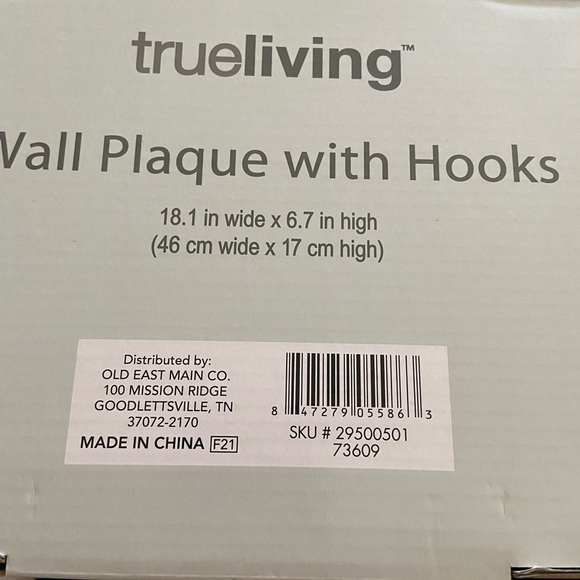 trueliving™
Wall Plaque with Hooks
18.1 in wide x 6.7 in high
(46 cm wide x 17 cm high)
Distributed by:
OLD EAST MAIN CO.
100 MISSION RIDGE
GOODLETTSVILLE, TN
37072-2170
MADE IN CHINA F21
8 47279 05586 3
SKU # 29500501
73609